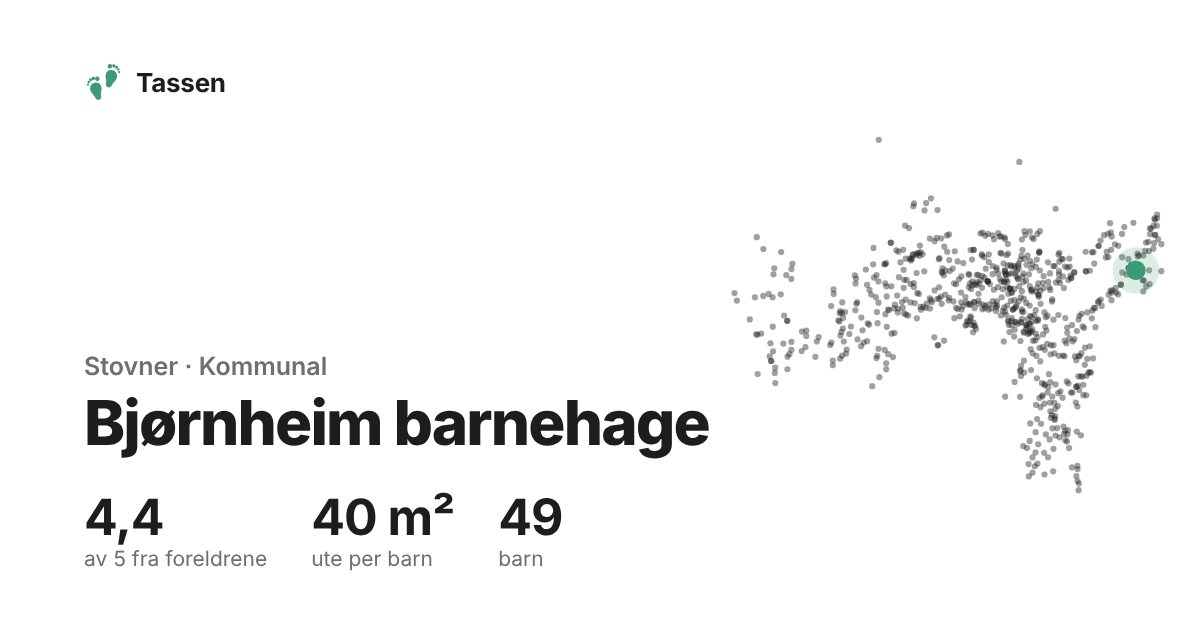 Tassen
Stovner · Kommunal
Bjørnheim barnehage
4,4 40 m² 49
av 5 fra foreldrene ute per barn barn